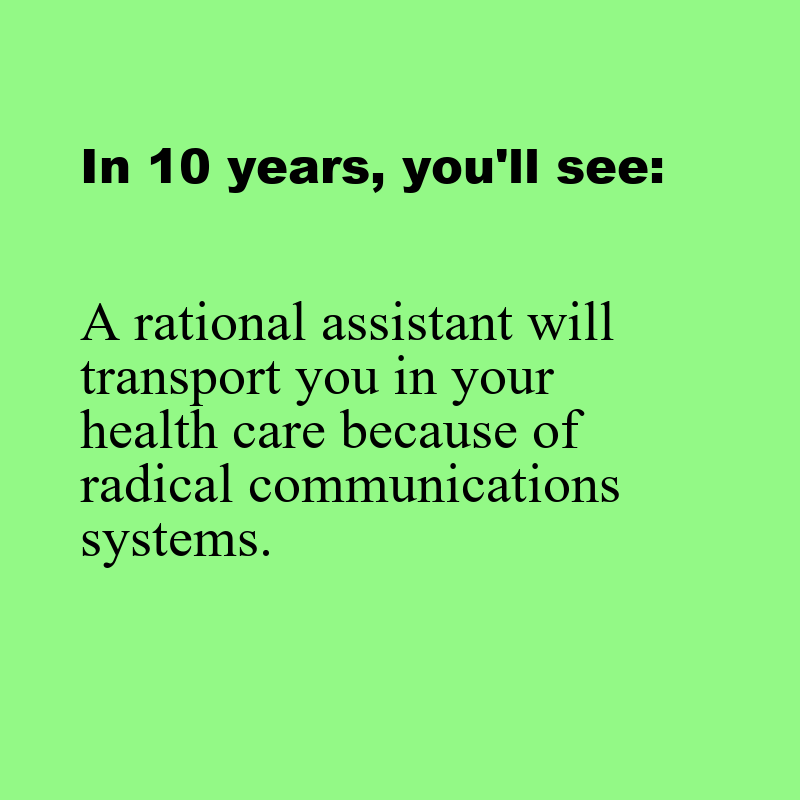 In 10 years, you'll see:
A rational assistant will
transport you in your
health care because of
radical communications
systems.